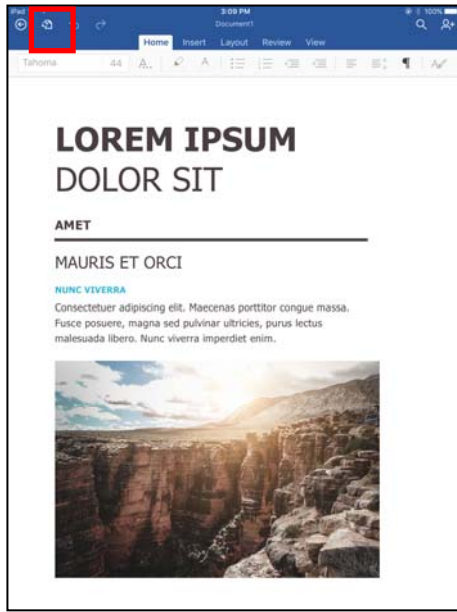 iPad
3:09 PM
100%
Document1
Home Insert Layout Review View
Tahoma 44 A.. A
LOREM IPSUM
DOLOR SIT
AMET
MAURIS ET ORCI
NUNC VIVERRA
Consectetuer adipiscing elit. Maecenas porttitor congue massa.
Fusce posuere, magna sed pulvinar ultricies, purus lectus
malesuada libero. Nunc viverra imperdiet enim.